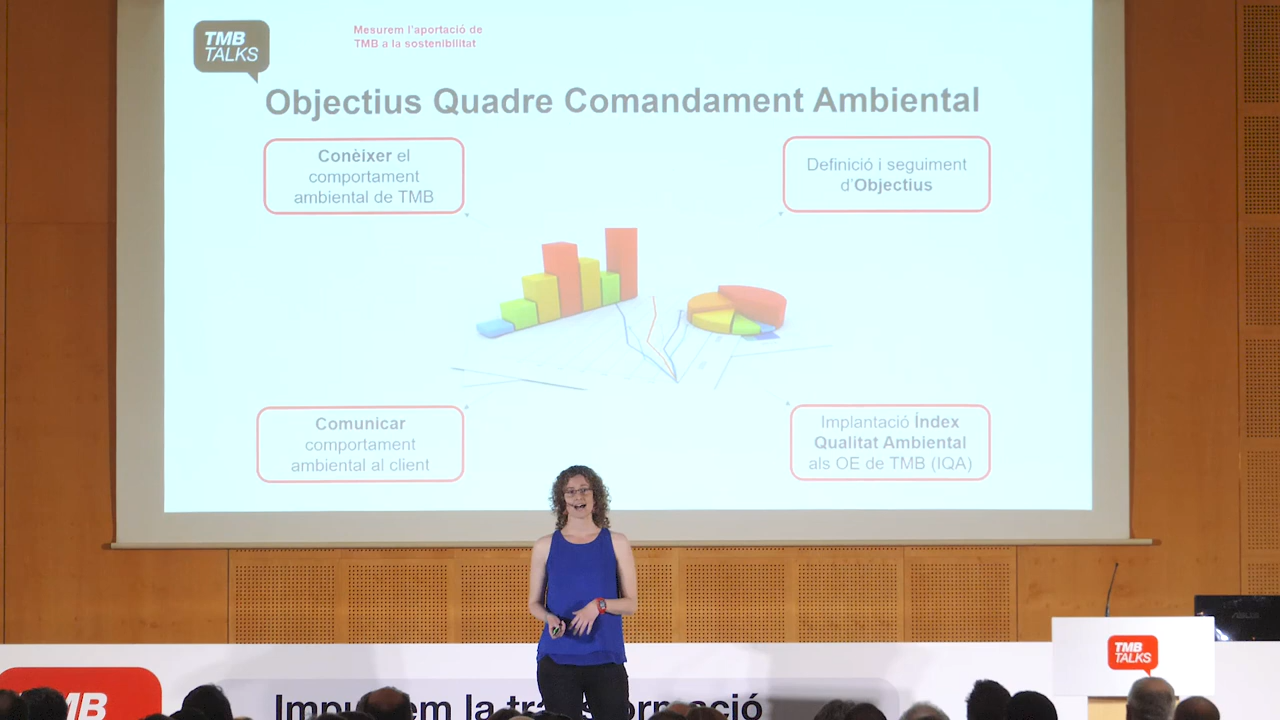 TMB
TALKS
Mesurem l'aportació de
TMB a la sostenibilitat
Objectius Quadre Comandament Ambiental
Conèixer el
comportament
ambiental de TMB
Definició i seguiment
d'Objectius
Comunicar
comportament
ambiental al client
Implantació Índex
Qualitat Ambiental
als OE de TMB (IQA)
TMB
TALKS
la